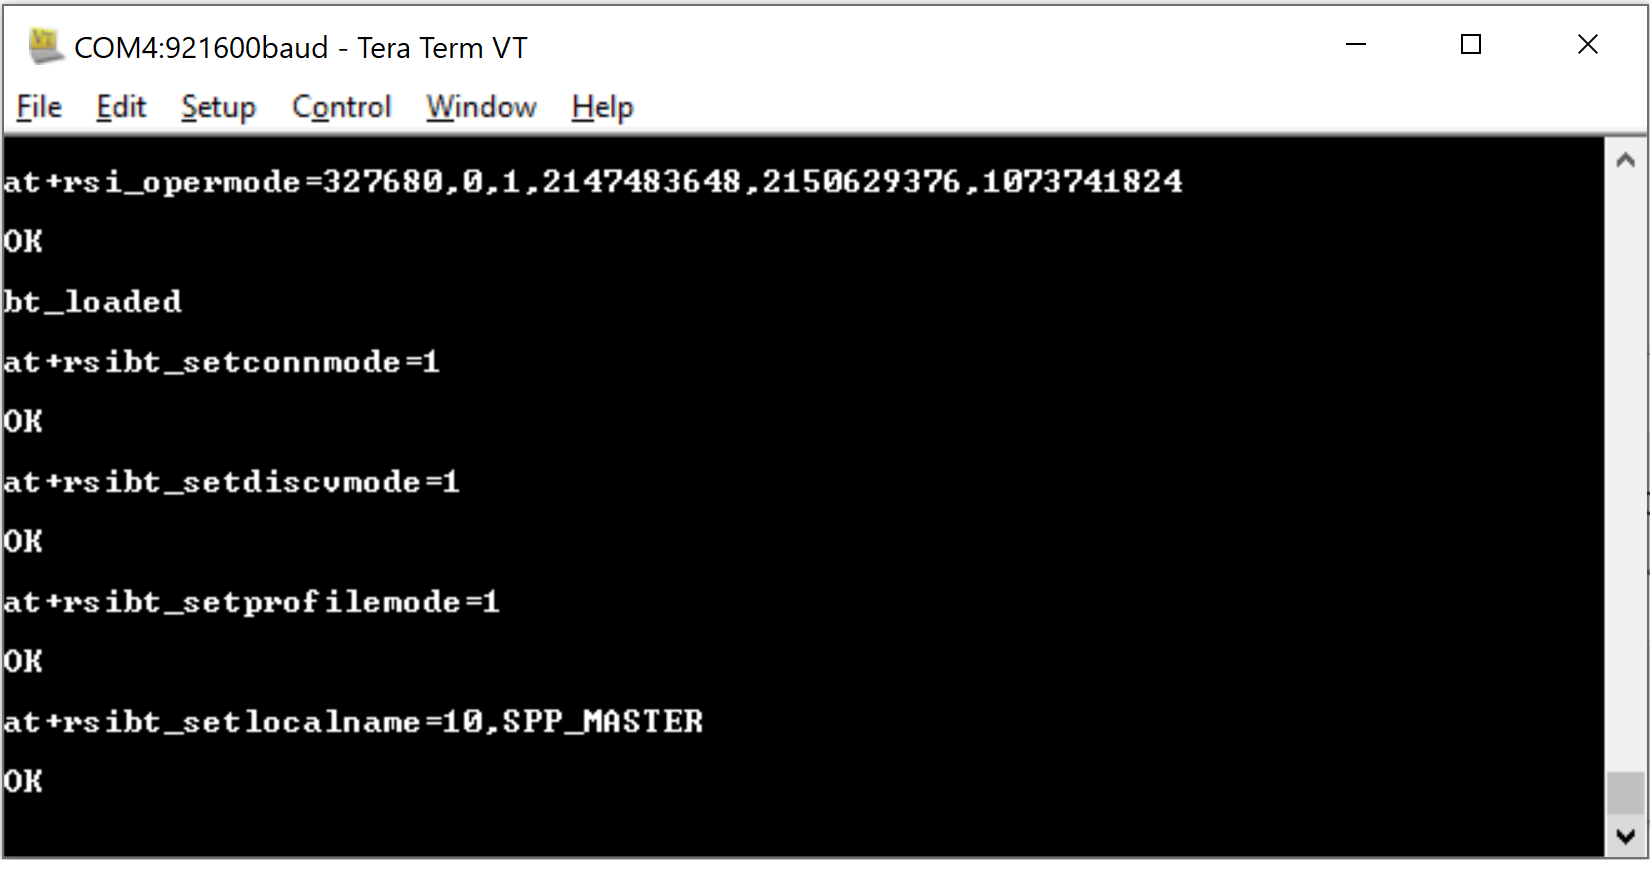 COM4:921600baud - Tera Term VT
File Edit Setup Control Window Help
at+rsi_opermode=327680,0,1,2147483648,2150629376,1073741824
OK
bt_loaded
at+rsibt_setconnmode=1
OK
at+rsibt_setdiscvmode=1
OK
at+rsibt_setprofilemode=1
OK
at+rsibt_setlocalname=10,SPP_MASTER
OK